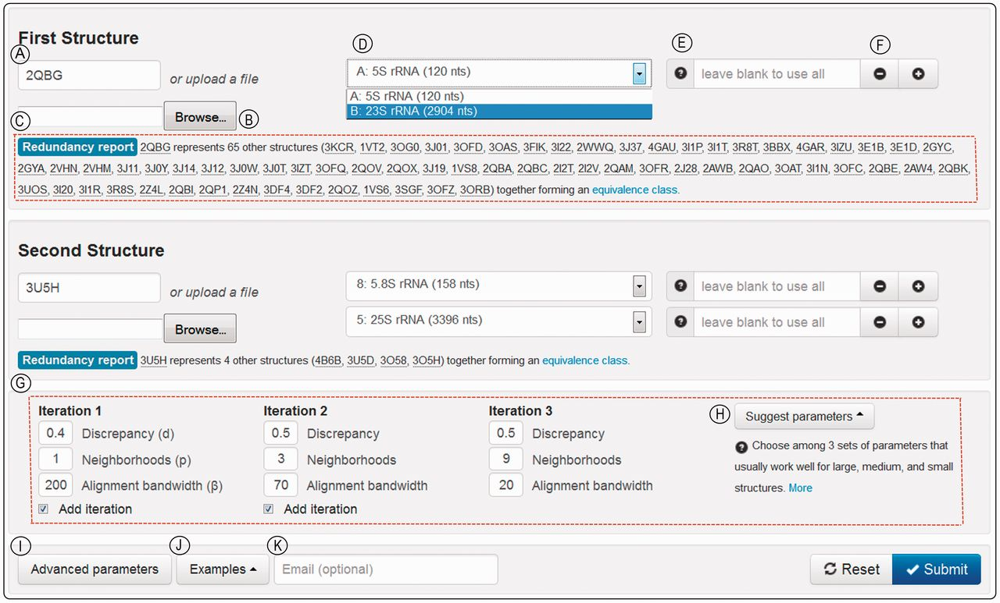 First Structure
A
D
E
F
2QBG
or upload a file
A: 5S rRNA (120 nts)
? leave blank to use all
A: 5S rRNA (120 nts)
B: 23S rRNA (2904 nts)
C
Browse...
B
Redundancy report 2QBG represents 65 other structures (3KCR, 1VT2, 3OG0, 3J01, 3OFD, 3OAS, 3FIK, 3I22, 2WWQ, 3J37, 4GAU, 3I1P, 3I1T, 3R8T, 3BBX, 4GAR, 3IZU, 3E1B, 3E1D, 2GYC,
2GYA, 2VHN, 2VHM, 3J11, 3J0Y, 3J14, 3J12, 3J0W, 3J0T, 3IZT, 3OFQ, 2QOV, 2QOX, 3J19, 1VS8, 2QBA, 2QBC, 2I2T, 2I2V, 2QAM, 3OFR, 2J28, 2AWB, 2QAO, 3OAT, 3I1N, 3OFC, 2QBE, 2AW4, 2QBK,
3UOS, 3I20, 3I1R, 3R8S, 2Z4L, 2QBI, 2QP1, 2Z4N, 3DF4, 3DF2, 2QOZ, 1VS6, 3SGF, 3OFZ, 3ORB) together forming an equivalence class.
Second Structure
3U5H
or upload a file
8: 5.8S rRNA (158 nts)
? leave blank to use all
Browse...
5: 25S rRNA (3396 nts)
? leave blank to use all
Redundancy report 3U5H represents 4 other structures (4B6B, 3U5D, 3O58, 3O5H) together forming an equivalence class.
G
Iteration 1
Iteration 2
Iteration 3
H
Suggest parameters
0.4 Discrepancy (d)
0.5 Discrepancy
0.5 Discrepancy
1 Neighborhoods (p)
3 Neighborhoods
9 Neighborhoods
200 Alignment bandwidth (β)
70 Alignment bandwidth
20 Alignment bandwidth
Add iteration
Add iteration
? Choose among 3 sets of parameters that
usually work well for large, medium, and small
structures. More
I
J
K
Advanced parameters
Examples
Email (optional)
Reset
Submit